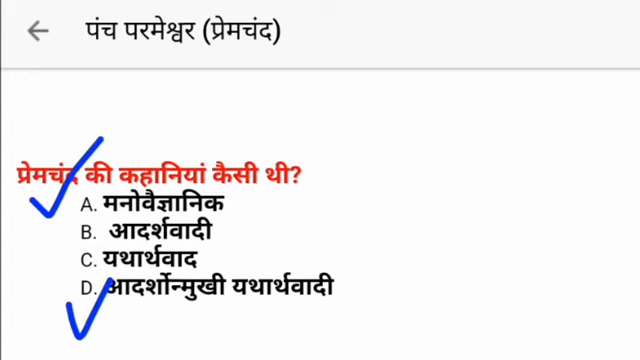 पंच परमेश्वर (प्रेमचंद)
प्रेमचंद की कहानियां कैसी थी?
A. मनोवैज्ञानिक
B. आदर्शवादी
C. यथार्थवाद
D. आदर्शोन्मुखी यथार्थवादी